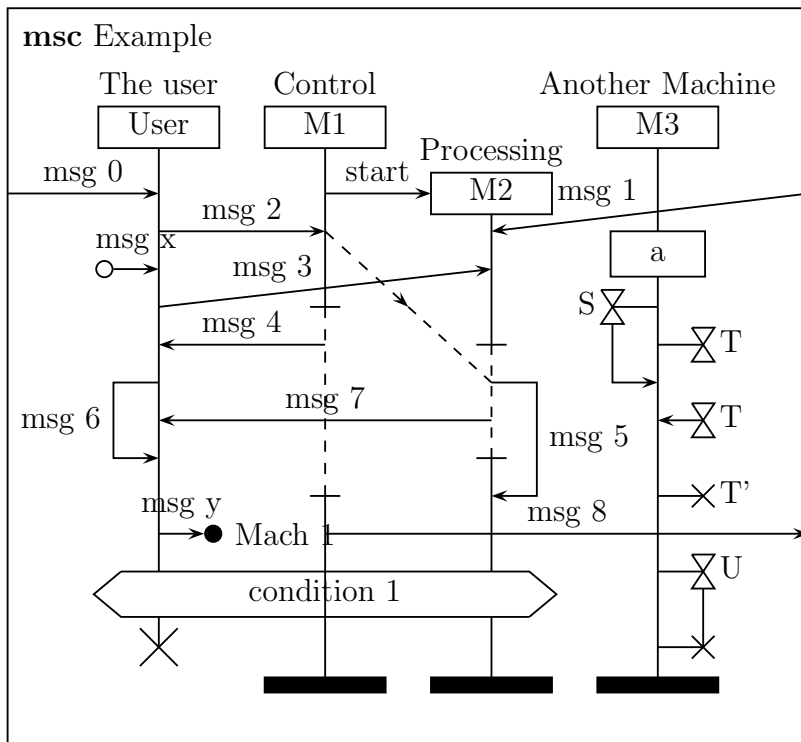 msc Example
The user
Control
Another Machine
User
M1
M3
Processing
msg 0
start
M2
msg 1
msg 2
msg x
msg 3
a
S
msg 4
T
msg 6
msg 7
msg 5
T
msg y
Mach 1
msg 8
T'
condition 1
U